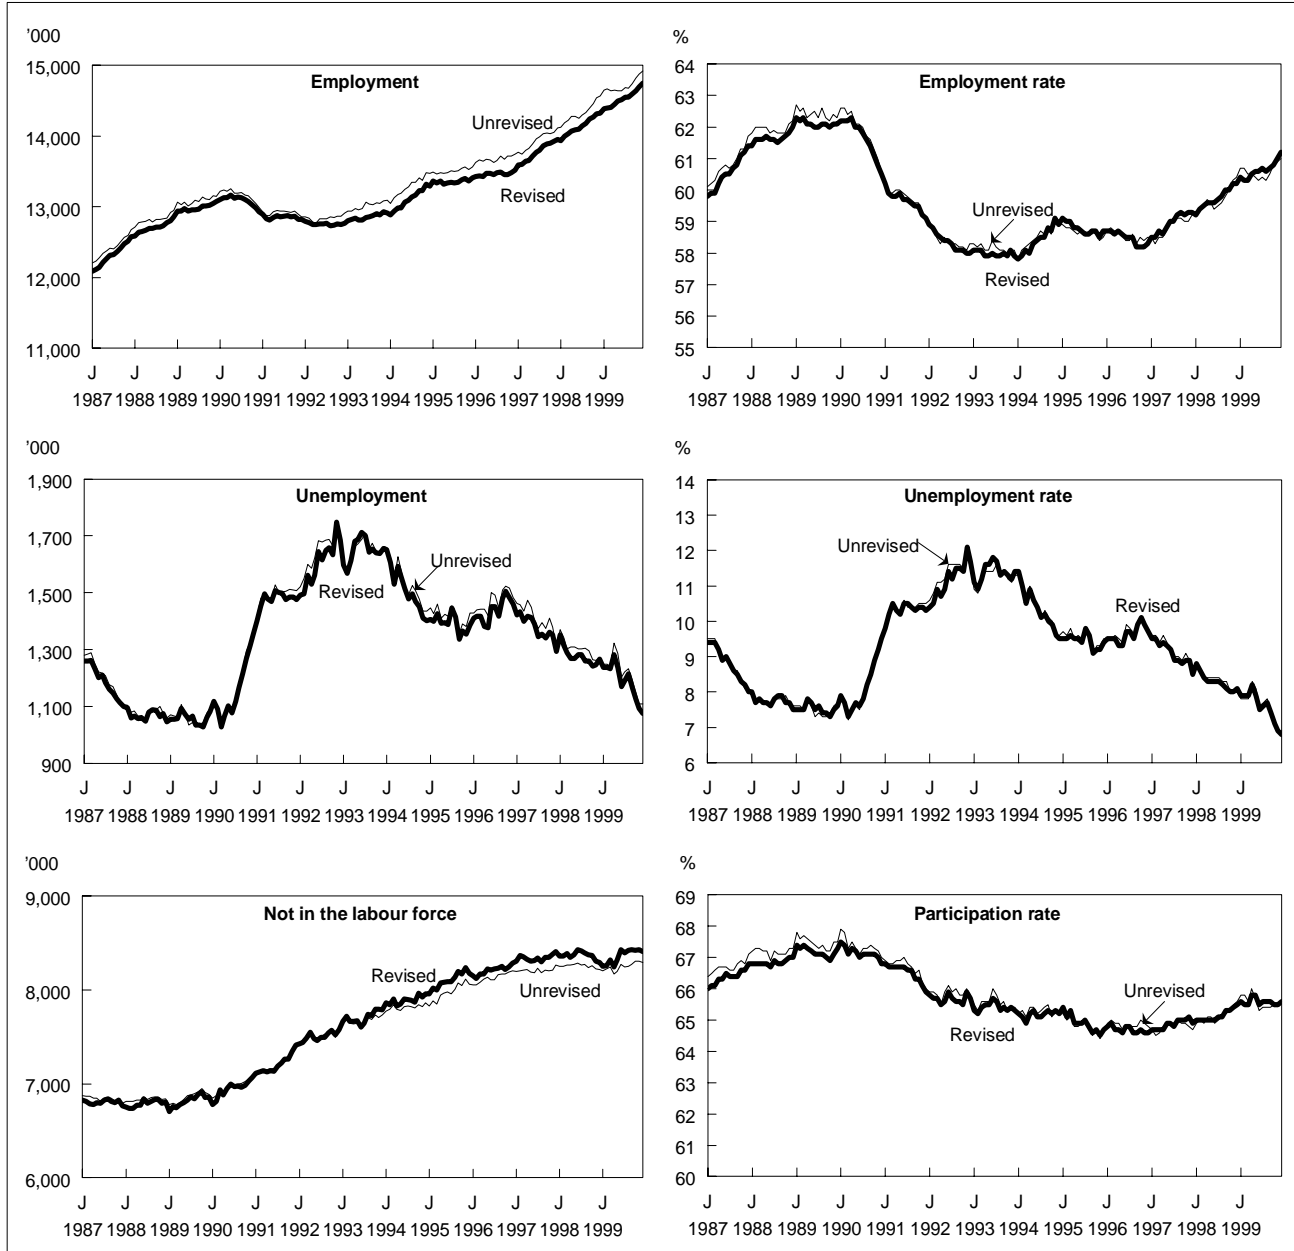 ’000
Employment
15,000
14,000
13,000
12,000
11,000
Unrevised
Revised
J J J J J J J J J J J J J
1987 1988 1989 1990 1991 1992 1993 1994 1995 1996 1997 1998 1999
%
Employment rate
64
63
62
61
60
59
58
57
56
55
Unrevised
Revised
J J J J J J J J J J J J J
1987 1988 1989 1990 1991 1992 1993 1994 1995 1996 1997 1998 1999
’000
Unemployment
1,900
1,700
1,500
1,300
1,100
900
Unrevised
Revised
J J J J J J J J J J J J J
1987 1988 1989 1990 1991 1992 1993 1994 1995 1996 1997 1998 1999
%
Unemployment rate
14
13
12
11
10
9
8
7
6
Unrevised
Revised
J J J J J J J J J J J J J
1987 1988 1989 1990 1991 1992 1993 1994 1995 1996 1997 1998 1999
’000
Not in the labour force
9,000
8,000
7,000
6,000
Revised
Unrevised
J J J J J J J J J J J J J
1987 1988 1989 1990 1991 1992 1993 1994 1995 1996 1997 1998 1999
%
Participation rate
69
68
67
66
65
64
63
62
61
60
Unrevised
Revised
J J J J J J J J J J J J J
1987 1988 1989 1990 1991 1992 1993 1994 1995 1996 1997 1998 1999